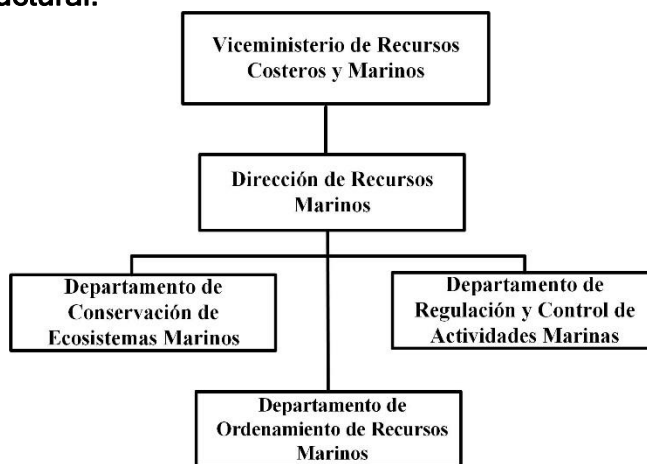 uctural:
Viceministerio de Recursos
Costeros y Marinos
Dirección de Recursos
Marinos
Departamento de
Conservación de
Ecosistemas Marinos
Departamento de
Regulación y Control de
Actividades Marinas
Departamento de
Ordenamiento de Recursos
Marinos